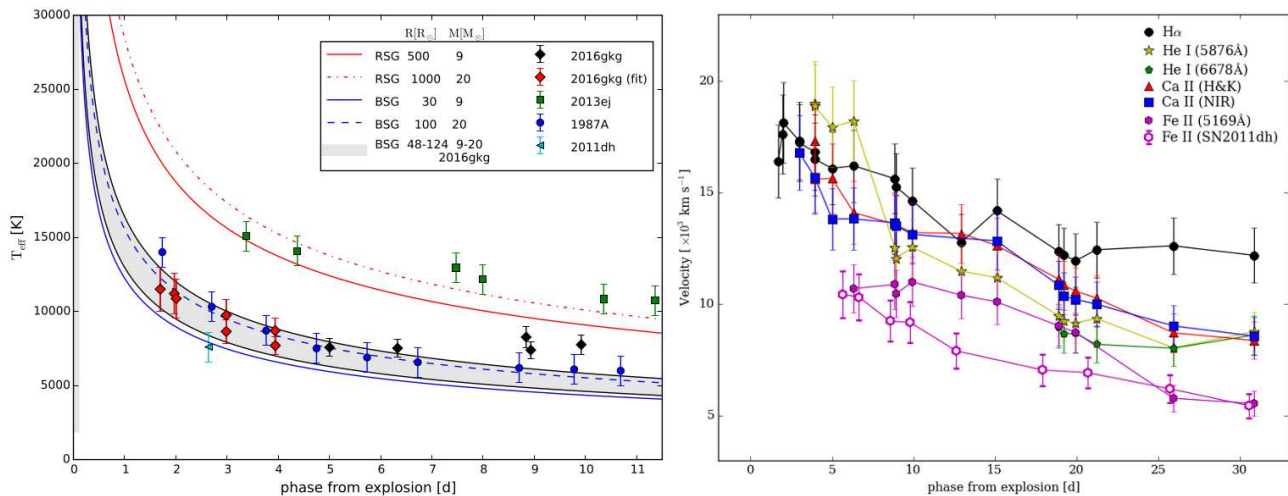 30000
25000
20000
15000
10000
5000
0
T_eff [K]
R[R☉] M[M☉]
RSG 500 9
RSG 1000 20
BSG 30 9
BSG 100 20
BSG 48-124 9-20
2016gkg
2016gkg
2016gkg (fit)
2013ej
1987A
2011dh
0 1 2 3 4 5 6 7 8 9 10 11
phase from explosion [d]
20
15
10
5
Velocity [ ×10³ km s⁻¹]
Hα
He I (5876Å)
He I (6678Å)
Ca II (H&K)
Ca II (NIR)
Fe II (5169Å)
Fe II (SN2011dh)
0 5 10 15 20 25 30
phase from explosion [d]